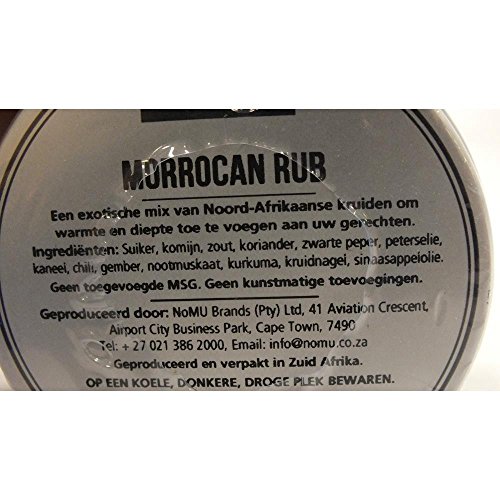 MORROCAN RUB
Een exotische mix van Noord-Afrikaanse kruiden om
warmte en diepte toe te voegen aan uw gerechten.
Ingrediënten: Suiker, komijn, zout, koriander, zwarte peper, peterselie,
kaneel, chili, gember, nootmuskaat, kurkuma, kruidnagel, sinaasappelolie.
Geen toegevoegde MSG. Geen kunstmatige toevoegingen.
Geproduceerd door: NoMU Brands (Pty) Ltd, 41 Aviation Crescent,
Airport City Business Park, Cape Town, 7490
Tel: + 27 021 386 2000, Email: info@nomu.co.za
Geproduceerd en verpakt in Zuid Afrika.
OP EEN KOELE, DONKERE, DROGE PLEK BEWAREN.